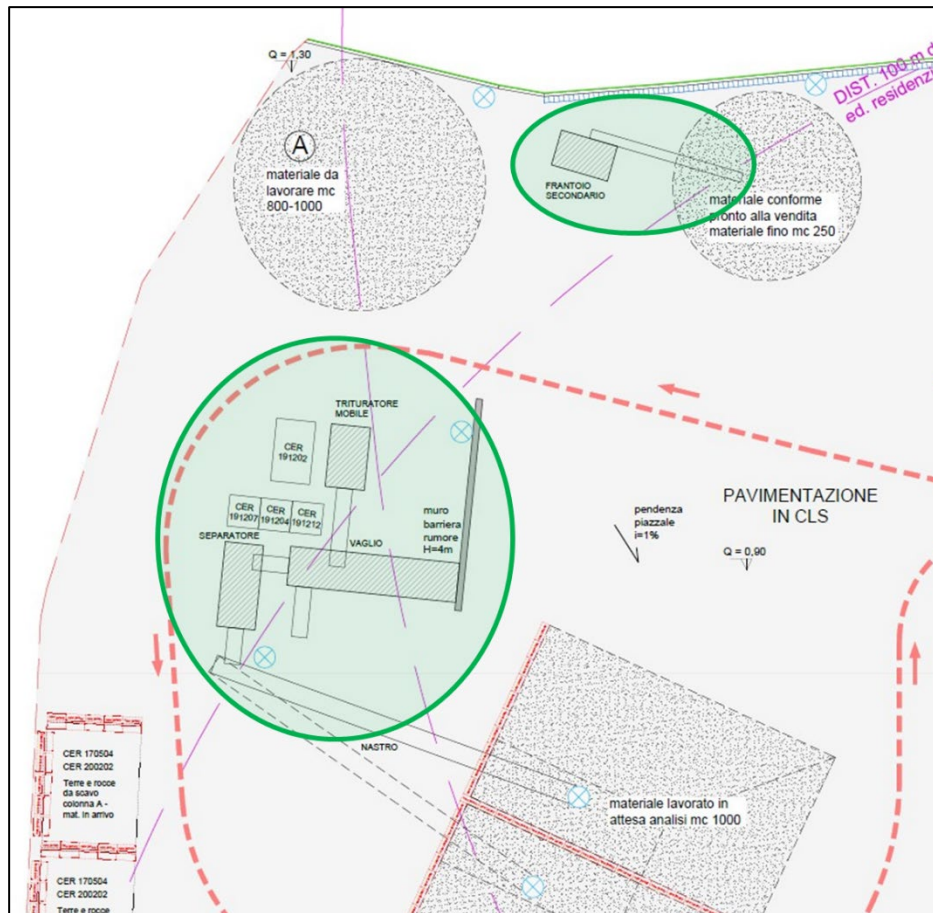 Q = 1,30
DIST. 100 m d
ed. residenzi
A
materiale da
lavorare mc
800-1000
FRANTOIO
SECONDARIO
materiale conforme
pronto alla vendita
materiale fino mc 250
TRITURATORE
MOBILE
CER
191202
CER
191207
CER
191204
CER
191212
SEPARATORE
VAGLIO
muro
barriera
rumore
H=4m
pendenza
piazzale
i=1%
PAVIMENTAZIONE
IN CLS
Q = 0,90
NASTRO
materiale lavorato in
attesa analisi mc 1000
CER 170504
CER 200202
Terre e rocce
da scavo
colonna A -
mat. in arrivo
CER 170504
CER 200202
Terre e rocce